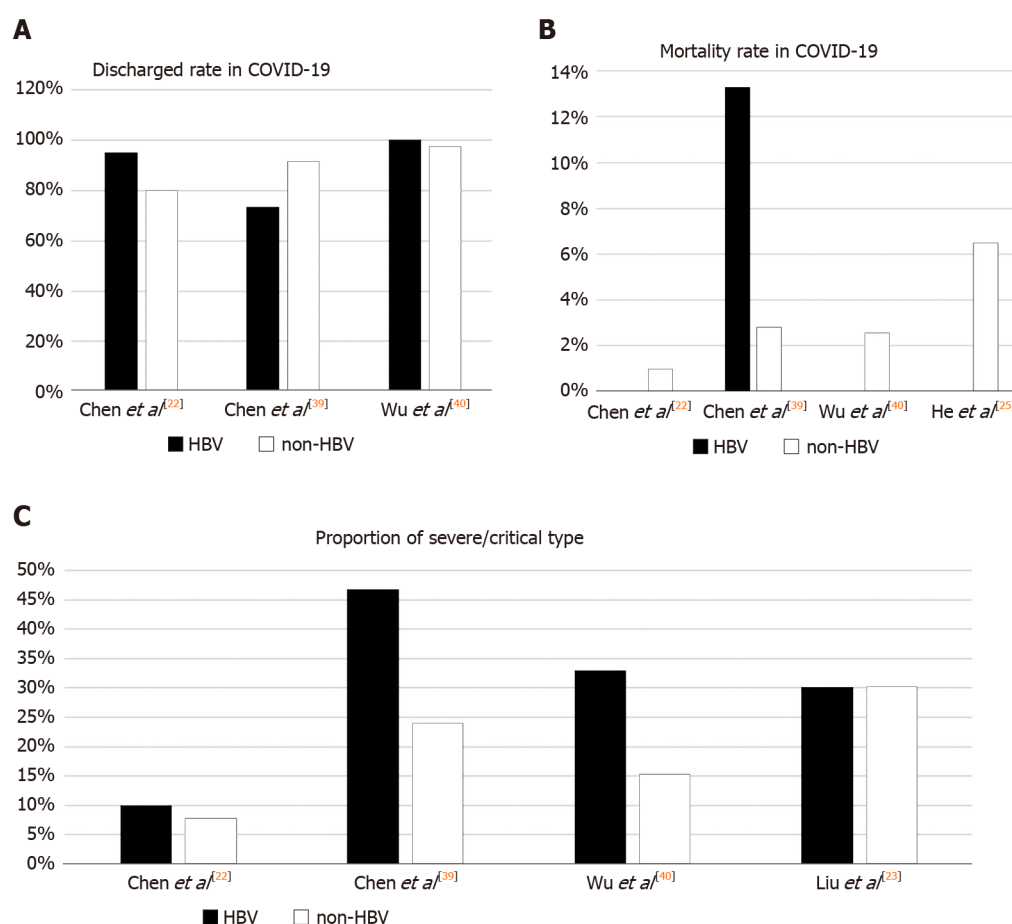 A
Discharged rate in COVID-19
120%
100%
80%
60%
40%
20%
0%
Chen et al[22] Chen et al[39] Wu et al[40]
HBV non-HBV
B
Mortality rate in COVID-19
14%
12%
10%
8%
6%
4%
2%
0%
Chen et al[22] Chen et al[39] Wu et al[40] He et al[25]
HBV non-HBV
C
Proportion of severe/critical type
50%
45%
40%
35%
30%
25%
20%
15%
10%
5%
0%
Chen et al[22] Chen et al[39] Wu et al[40] Liu et al[23]
HBV non-HBV